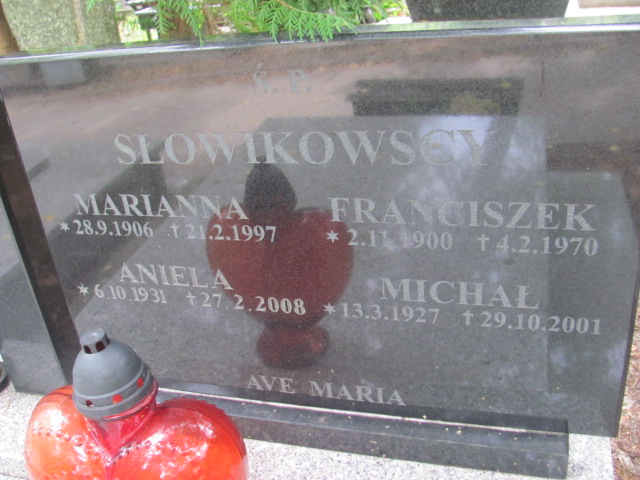 Ś. P.
SŁOWIKOWSCY
MARIANNA FRANCISZEK
✶28.9.1906 †21.2.1997 ✶2.11.1900 †4.2.1970
ANIELA MICHAŁ
✶6.10.1931 †27.2.2008 ✶13.3.1927 †29.10.2001
AVE MARIA